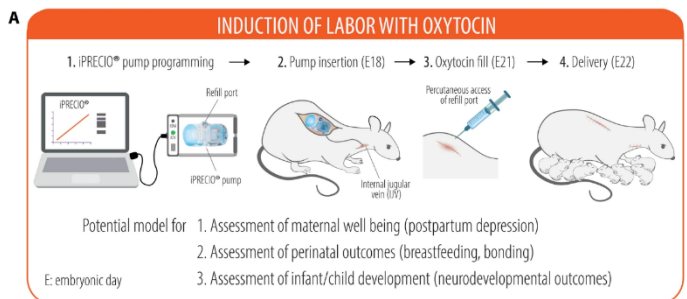 A
INDUCTION OF LABOR WITH OXYTOCIN
1. iPRECIO® pump programming → 2. Pump insertion (E18) → 3. Oxytocin fill (E21) → 4. Delivery (E22)
iPRECIO®
Refill port
iPRECIO® pump
Internal jugular
vein (IJV)
Percutaneous access
of refill port
Potential model for 1. Assessment of maternal well being (postpartum depression)
2. Assessment of perinatal outcomes (breastfeeding, bonding)
E: embryonic day
3. Assessment of infant/child development (neurodevelopmental outcomes)